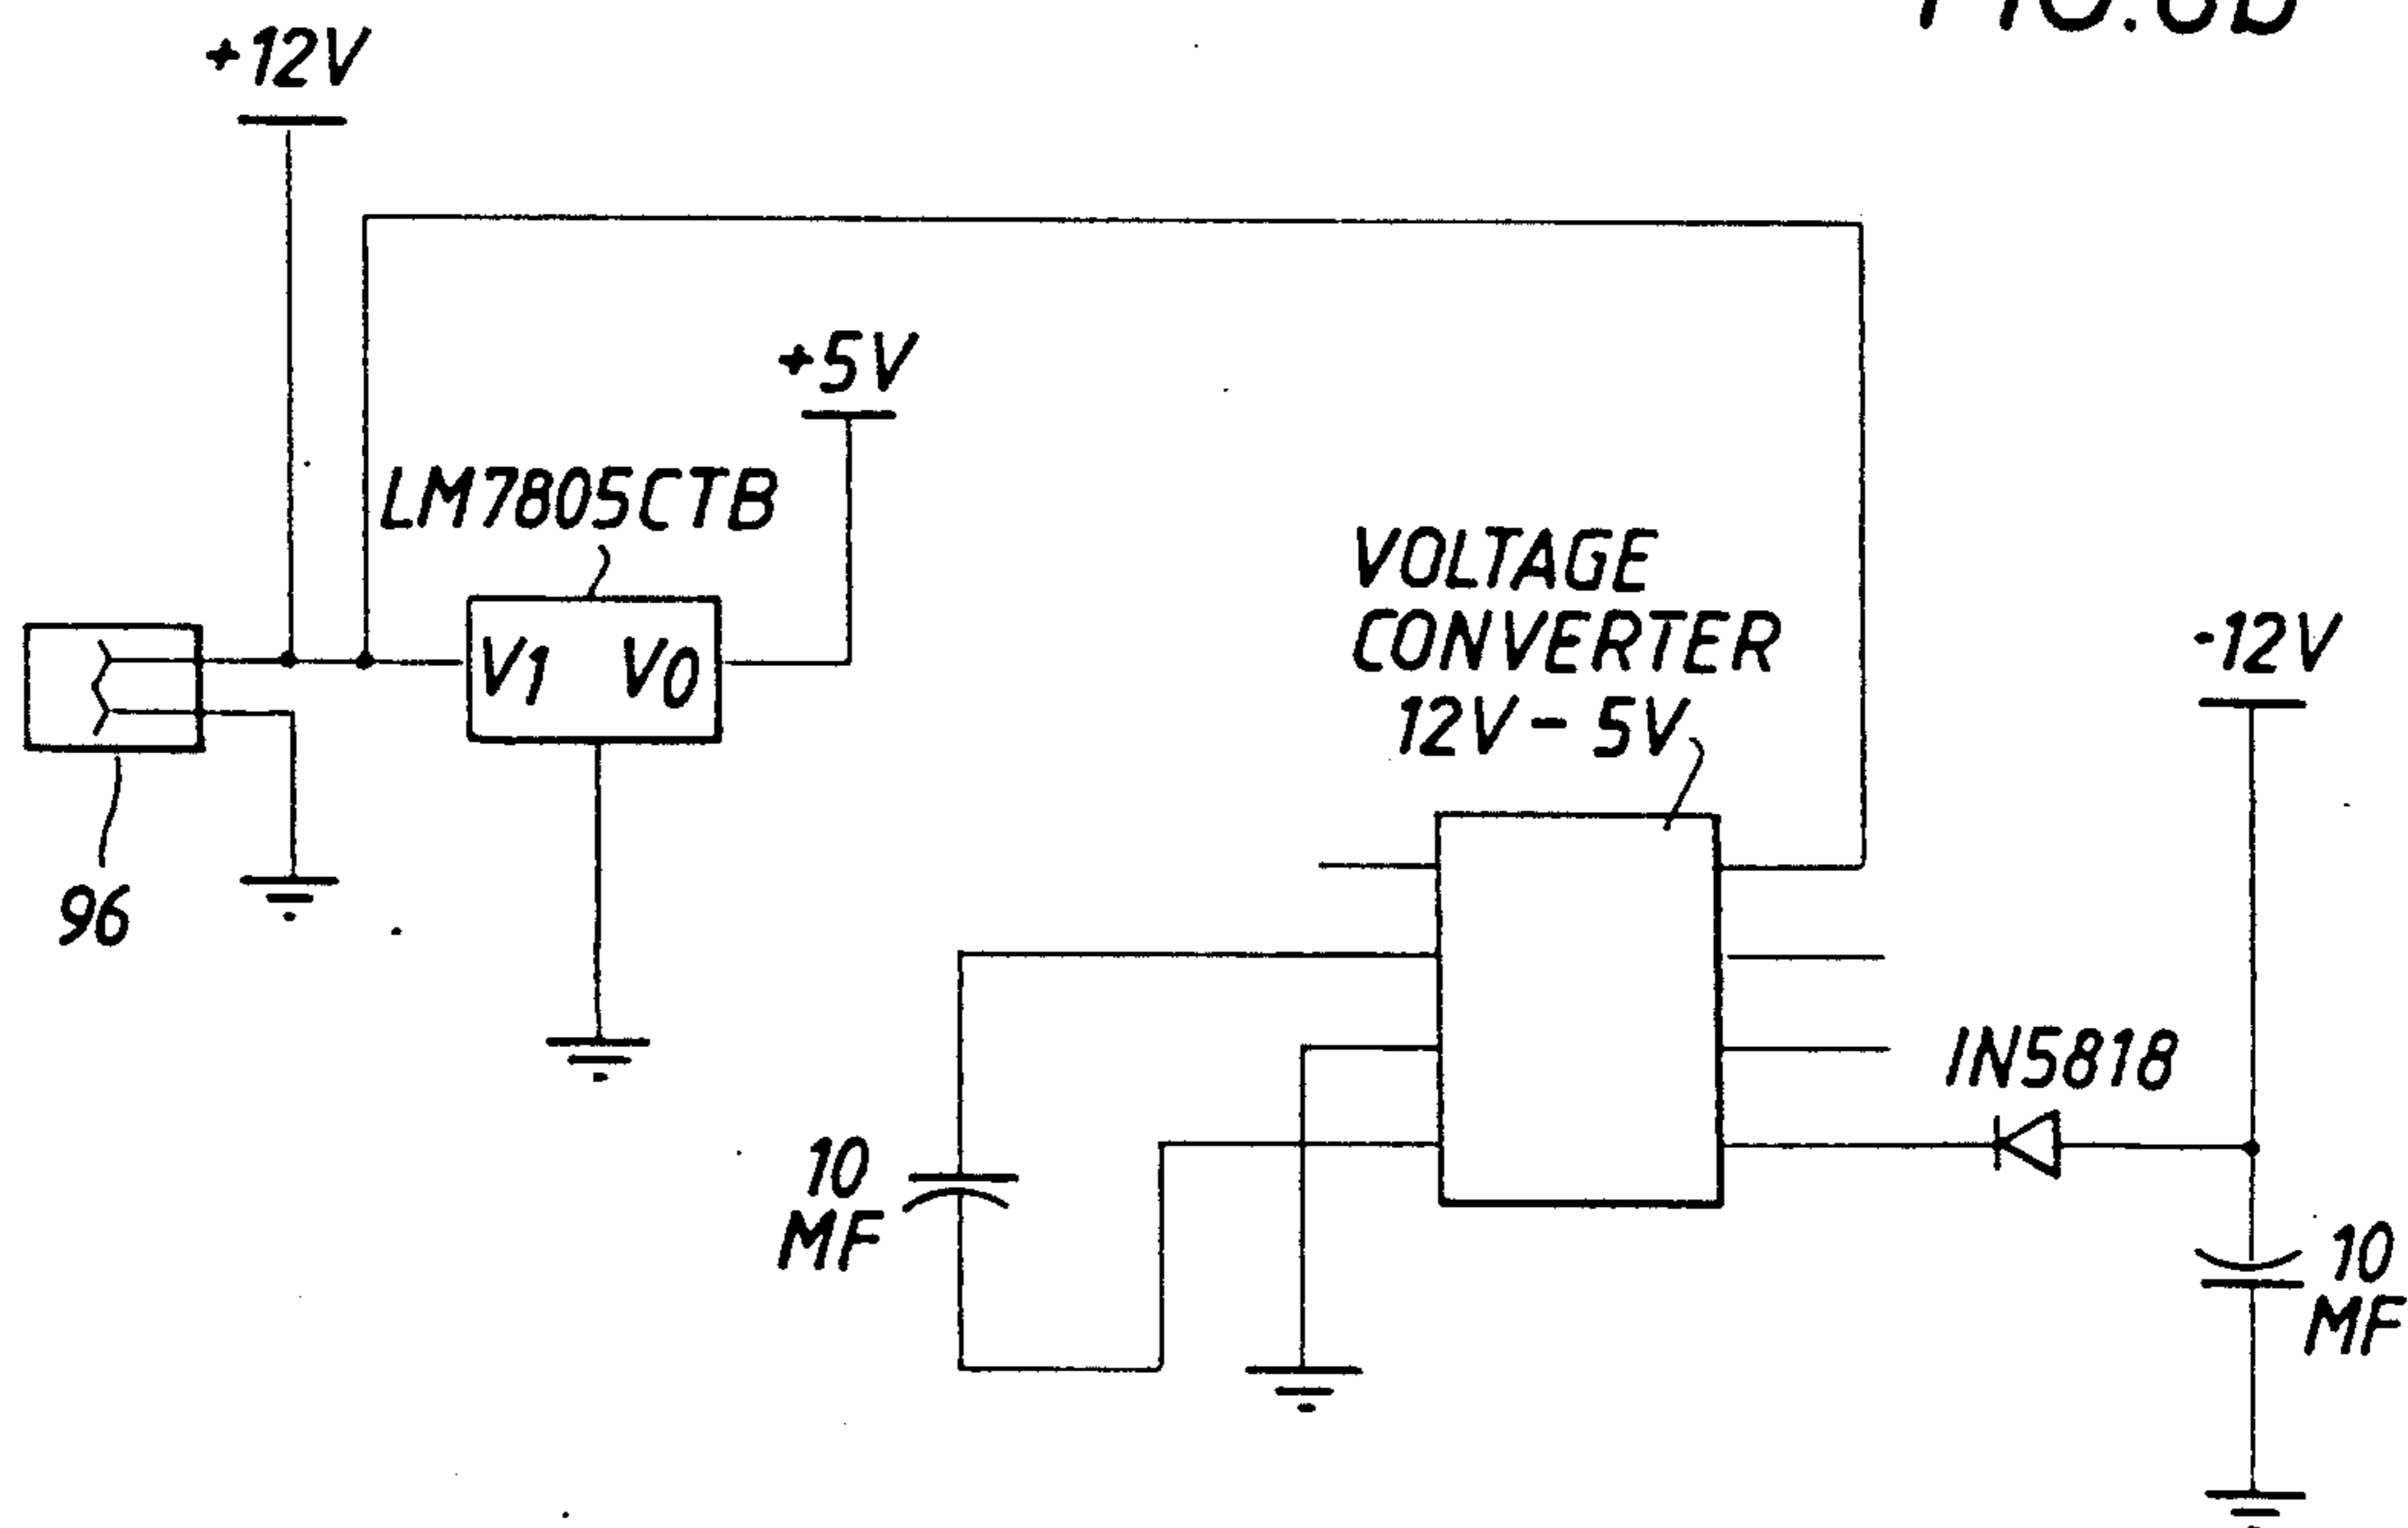 +12V
+5V
LM7805CTB
V1 V0
96
VOLTAGE
CONVERTER
12V - 5V
-12V
IN5818
10
MF
10
MF